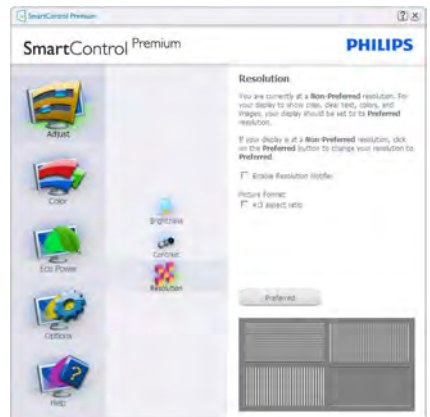 SmartControl Premium
SmartControl Premium
PHILIPS
Adjust
Color
Eco Power
Options
Help
Brightness
Contrast
Resolution
Resolution
You are currently at a Non-Preferred resolution. For
your display to show crisp, clear text, colors, and
images, your display should be set to its Preferred
resolution.
If your display is at a Non-Preferred resolution, click
on the Preferred button to change your resolution to
Preferred.
Enable Resolution Notifier
Picture Format
4:3 aspect ratio
Preferred